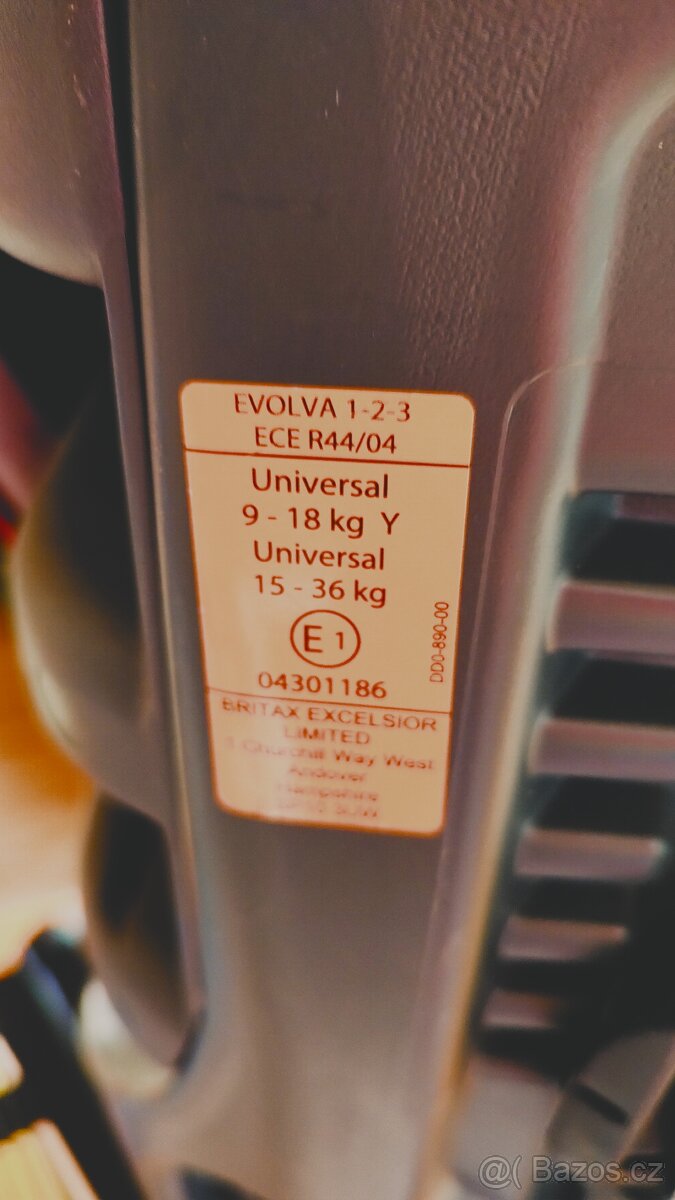 EVOLVA 1-2-3
ECE R44/04
Universal
9 - 18 kg Y
Universal
15 - 36 kg
E 1
04301186
DD0-890-00
BRITAX EXCELSIOR
LIMITED
1 Churchill Way West
Andover
Hampshire
@( Bazos.cz